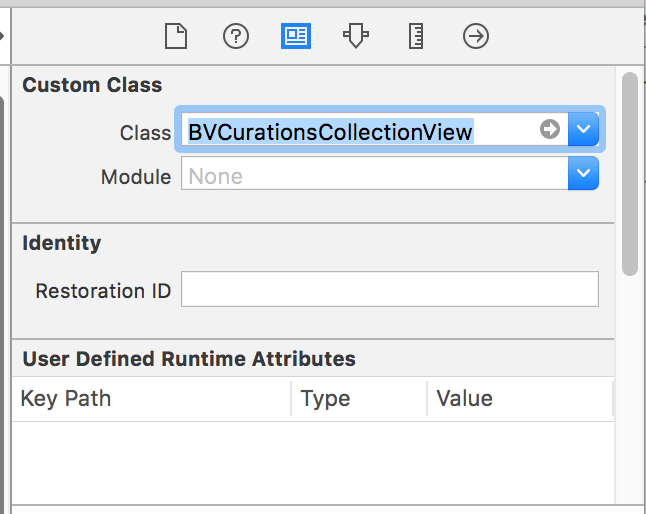 Custom Class
Class BVCurationsCollectionView
Module None
Identity
Restoration ID
User Defined Runtime Attributes
Key Path Type Value